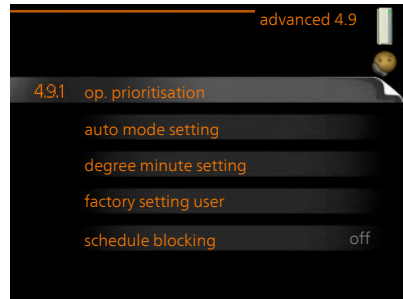 advanced 4.9
4.9.1 op. prioritisation
auto mode setting
degree minute setting
factory setting user
schedule blocking off